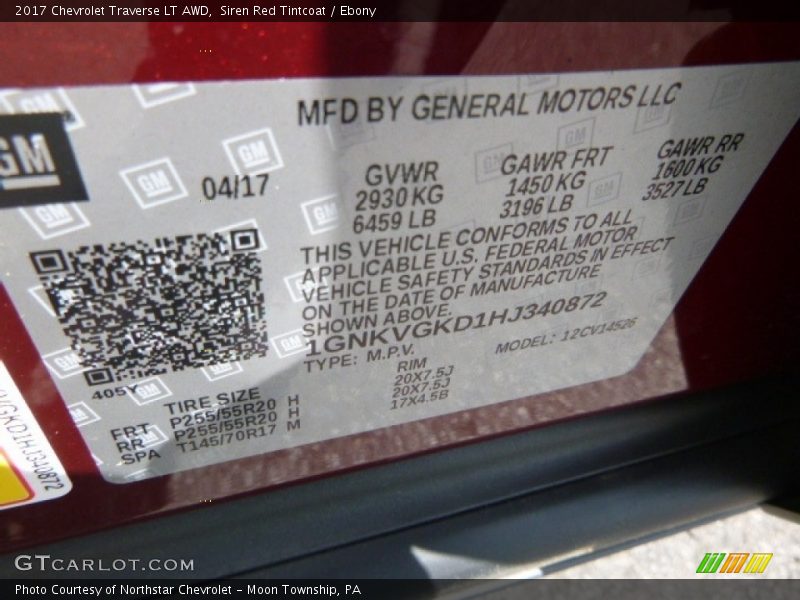 2017 Chevrolet Traverse LT AWD,  Siren Red Tintcoat / Ebony
MFD BY GENERAL MOTORS LLC
GM
04/17
GVWR
2930 KG
6459 LB
GAWR FRT
1450 KG
3196 LB
GAWR RR
1600 KG
3527 LB
THIS VEHICLE CONFORMS TO ALL
APPLICABLE U.S. FEDERAL MOTOR
VEHICLE SAFETY STANDARDS IN EFFECT
ON THE DATE OF MANUFACTURE
SHOWN ABOVE.
1GNKVGKD1HJ340872
TYPE: M.P.V.
MODEL: 12CV14526
405Y
TIRE SIZE
RIM
FRT P255/55R20 H 20X7.5J
RR P255/55R20 H 20X7.5J
SPA T145/70R17 M 17X4.5B
GKD1HJ340872
GTCARLOT.COM
Photo Courtesy of Northstar Chevrolet - Moon Township, PA